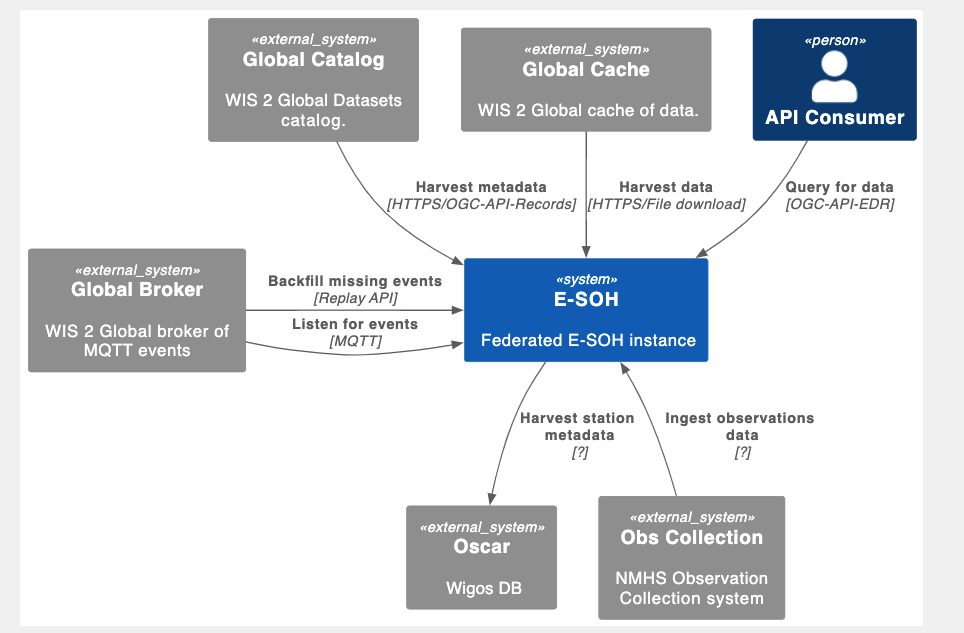 «external_system»
Global Catalog
WIS 2 Global Datasets
catalog.
«external_system»
Global Cache
WIS 2 Global cache of data.
«person»
API Consumer
Harvest metadata
[HTTPS/OGC-API-Records]
Harvest data
[HTTPS/File download]
Query for data
[OGC-API-EDR]
«external_system»
Global Broker
WIS 2 Global broker of
MQTT events
Backfill missing events
[Replay API]
Listen for events
[MQTT]
«system»
E-SOH
Federated E-SOH instance
Harvest station
metadata
[?]
Ingest observations
data
[?]
«external_system»
Oscar
Wigos DB
«external_system»
Obs Collection
NMHS Observation
Collection system